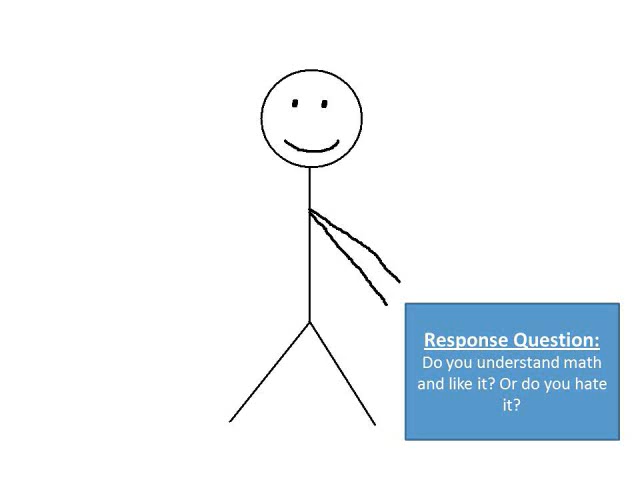 Response Question:
Do you understand math
and like it? Or do you hate
it?